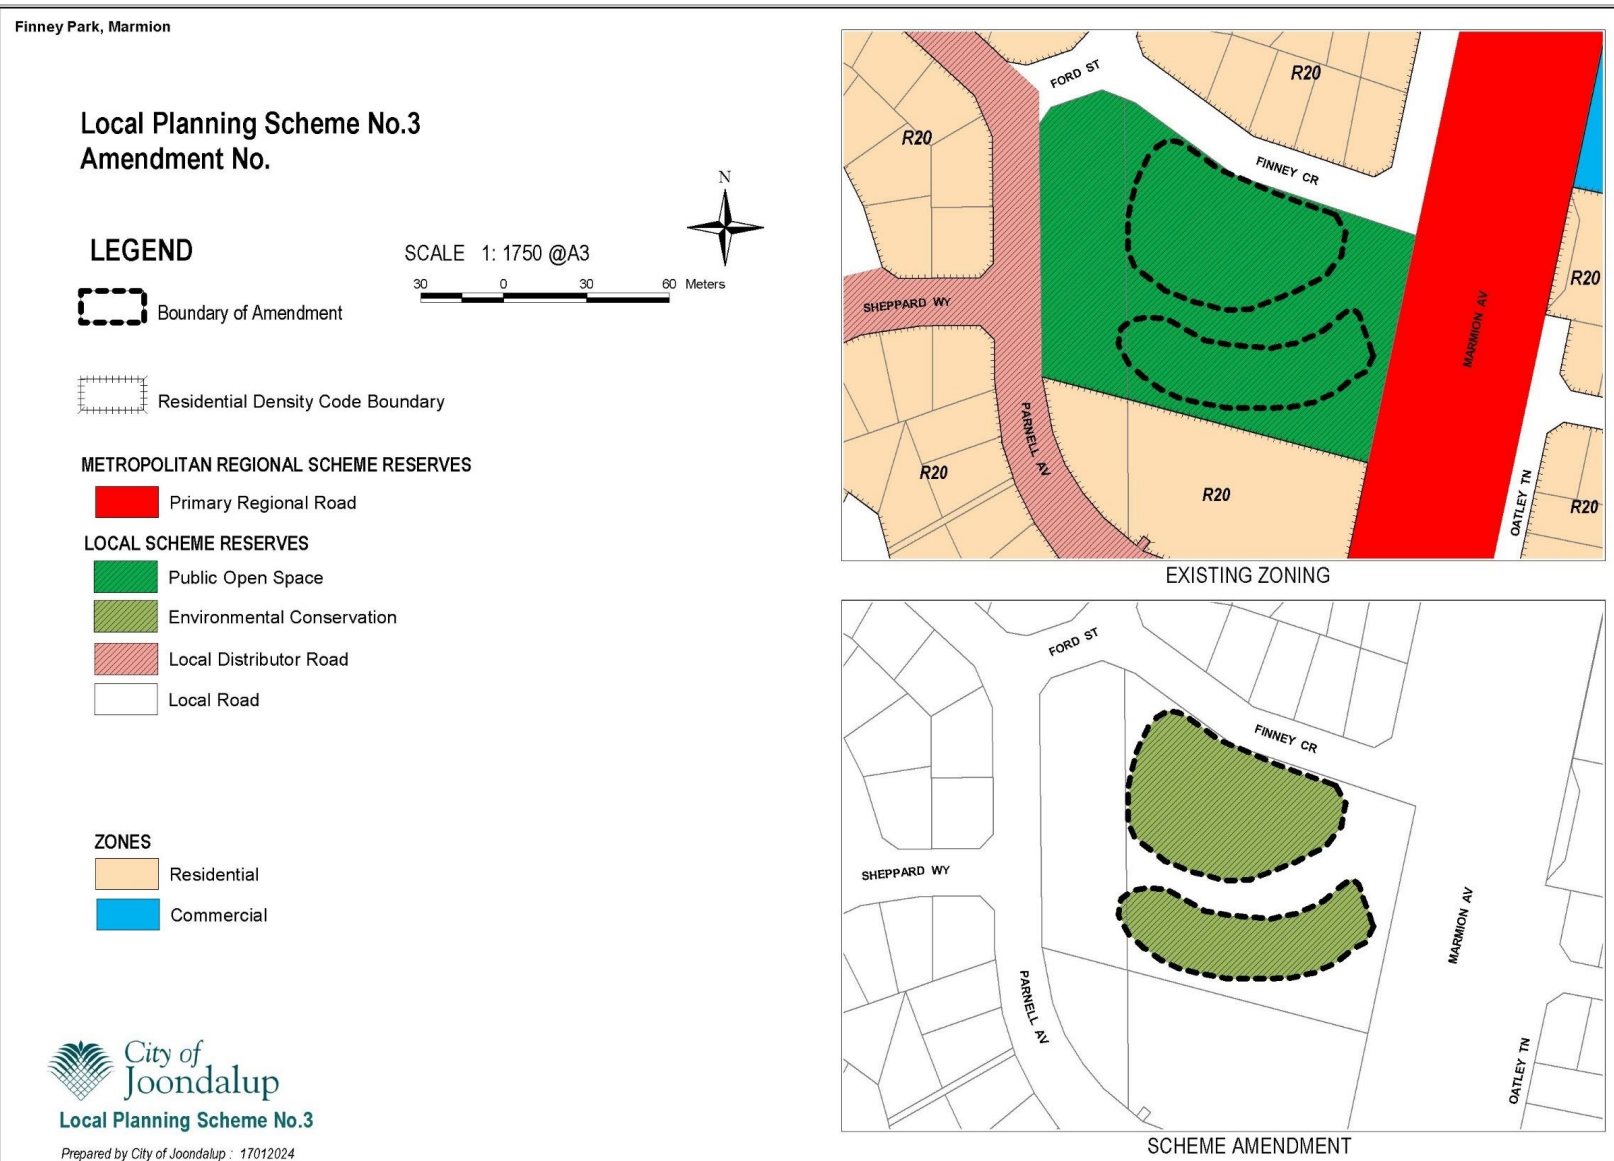 Finney Park, Marmion
Local Planning Scheme No.3
Amendment No.
N
LEGEND
SCALE 1: 1750 @A3
30 0 30 60 Meters
Boundary of Amendment
Residential Density Code Boundary
METROPOLITAN REGIONAL SCHEME RESERVES
Primary Regional Road
LOCAL SCHEME RESERVES
Public Open Space
Environmental Conservation
Local Distributor Road
Local Road
ZONES
Residential
Commercial
City of
Joondalup
Local Planning Scheme No.3
Prepared by City of Joondalup : 17012024
FORD ST
R20
R20
FINNEY CR
R20
SHEPPARD WY
MARMION AV
PARNELL AV
R20
R20
OATLEY TN
R20
EXISTING ZONING
FORD ST
FINNEY CR
SHEPPARD WY
MARMION AV
PARNELL AV
OATLEY TN
SCHEME AMENDMENT